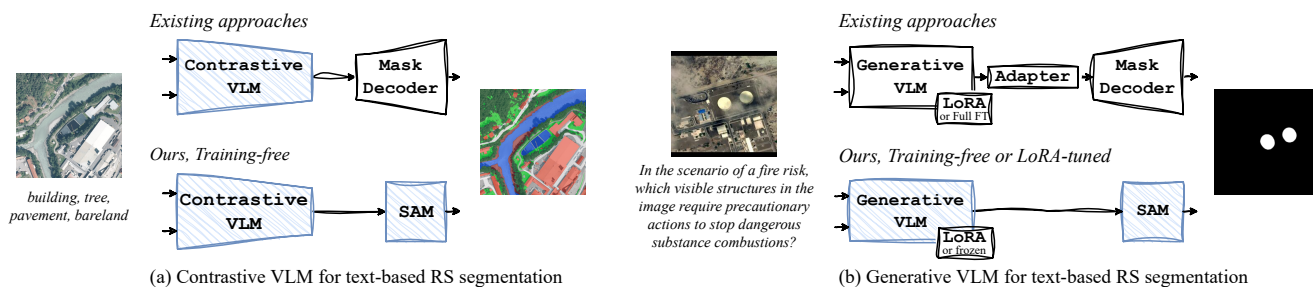 Existing approaches
Contrastive
VLM
Mask
Decoder
Ours, Training-free
building, tree,
pavement, bareland
Contrastive
VLM
SAM
(a) Contrastive VLM for text-based RS segmentation
Existing approaches
Generative
VLM
LoRA
or Full FT
Adapter
Mask
Decoder
Ours, Training-free or LoRA-tuned
In the scenario of a fire risk,
which visible structures in the
image require precautionary
actions to stop dangerous
substance combustions?
Generative
VLM
LoRA
or frozen
SAM
(b) Generative VLM for text-based RS segmentation